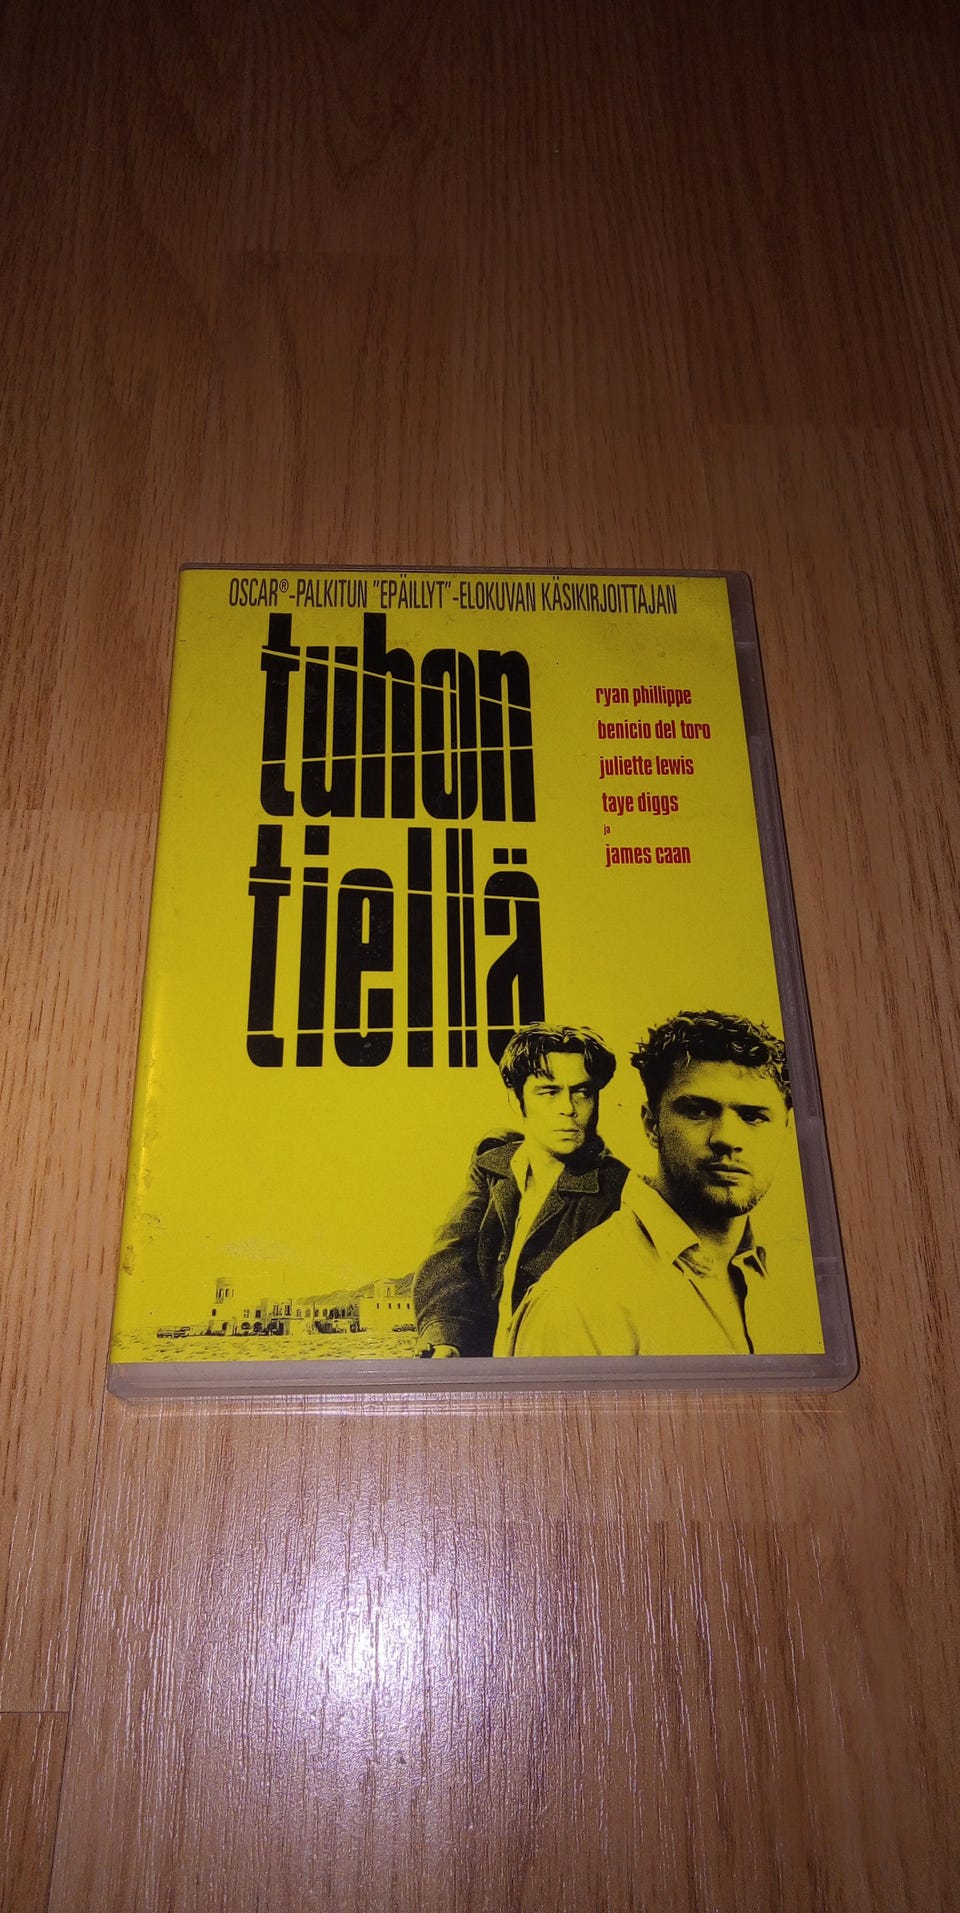 OSCAR®-PALKITUN "EPÄILLYT"-ELOKUVAN KÄSIKIRJOITTAJAN
tuhon
tiellä
ryan phillippe
benicio del toro
juliette lewis
taye diggs
ja
james caan